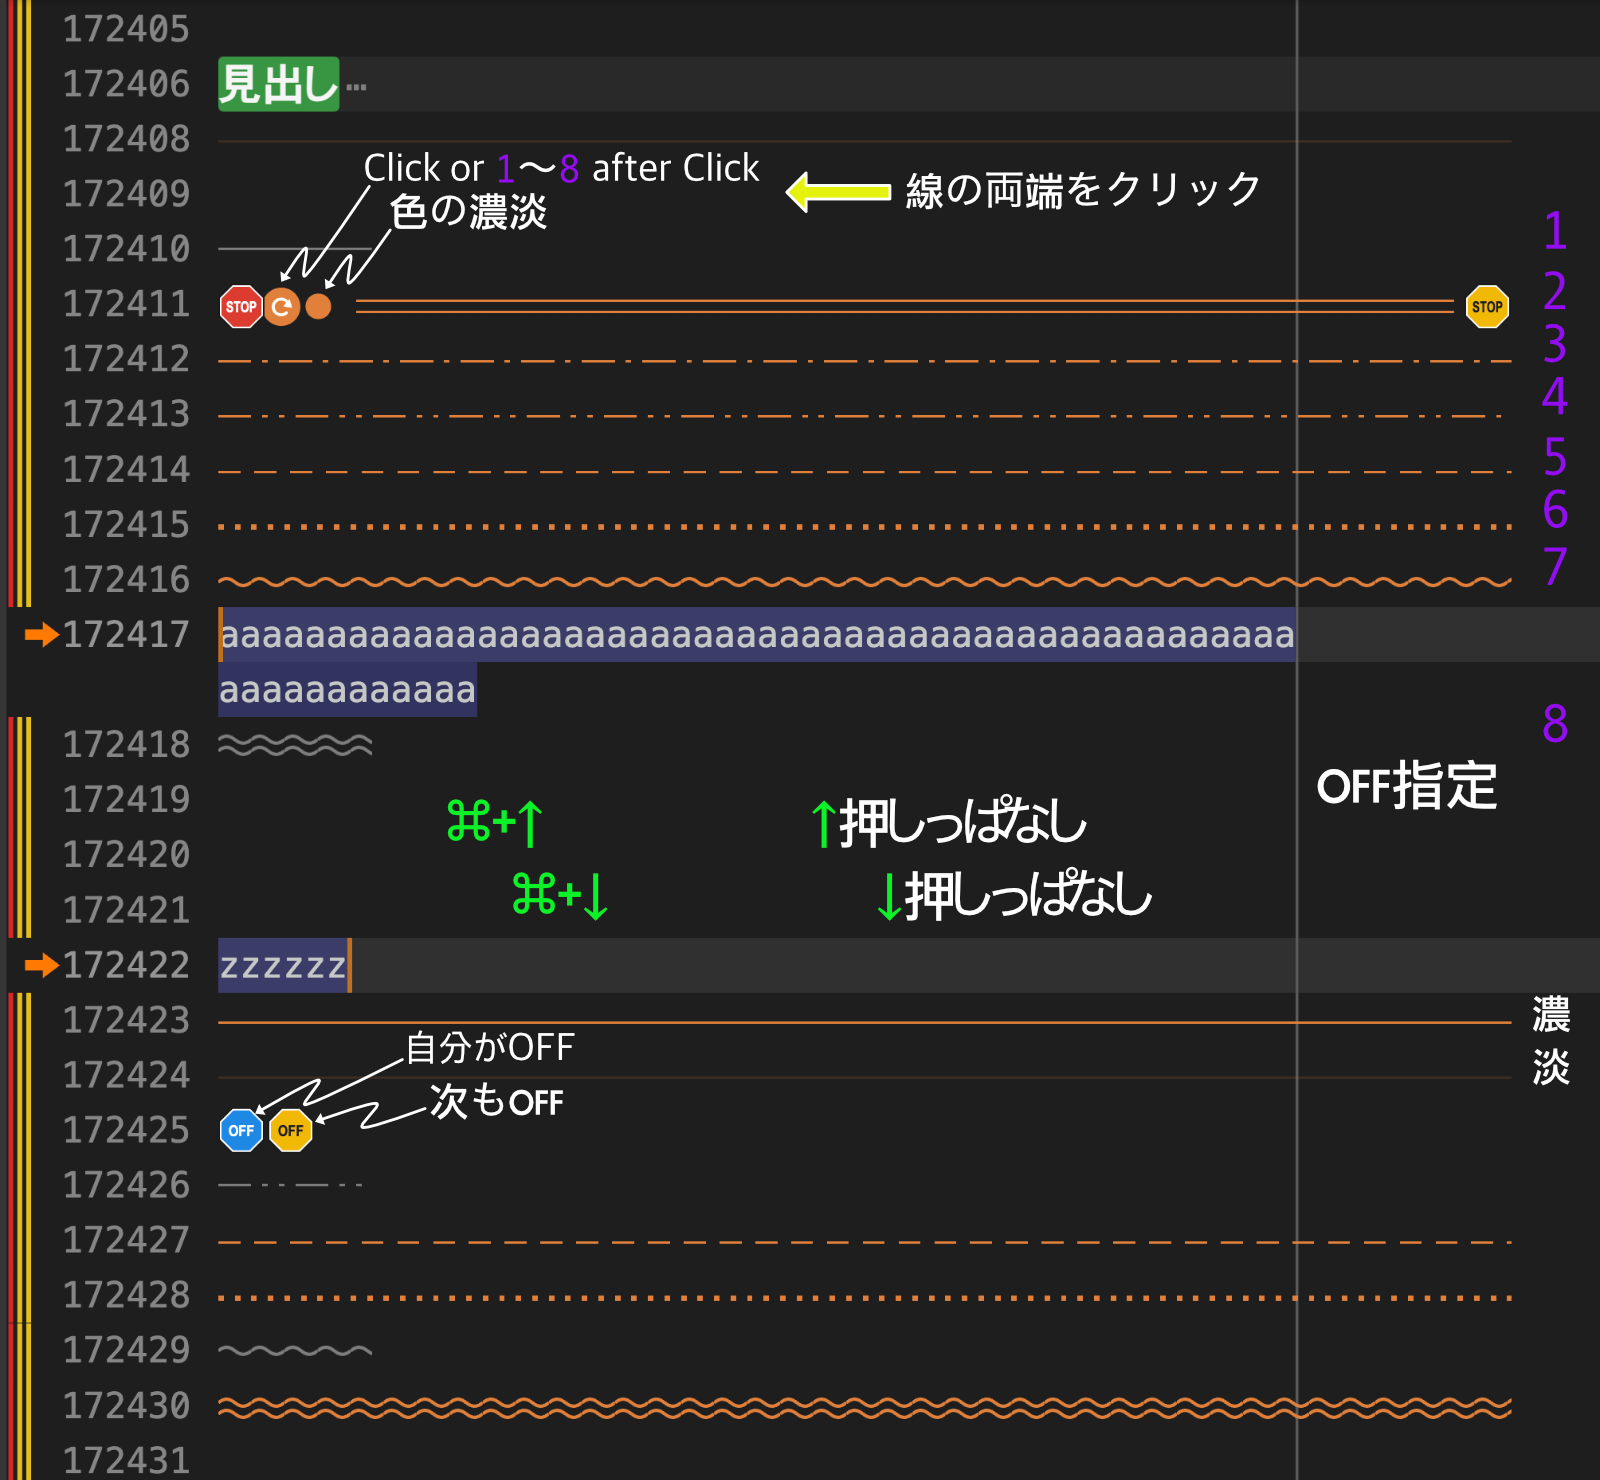 172405
172406 見出し…
172408
Click or 1〜8 after Click
172409 色の濃淡 線の両端をクリック
172410 1
172411 STOP STOP 2
172412 3
172413 4
172414 5
172415 6
172416 7
172417 aaaaaaaaaaaaaaaaaaaaaaaaaaaaaaaaaaaaaaaaaaaaaaaaaa
aaaaaaaaaaaa
172418 8
172419 OFF指定
⌘+↑ ↑押しっぱなし
172420
⌘+↓ ↓押しっぱなし
172421
172422 zzzzzz
172423 濃
自分がOFF
172424 淡
次もOFF
172425 OFF OFF
172426
172427
172428
172429
172430
172431